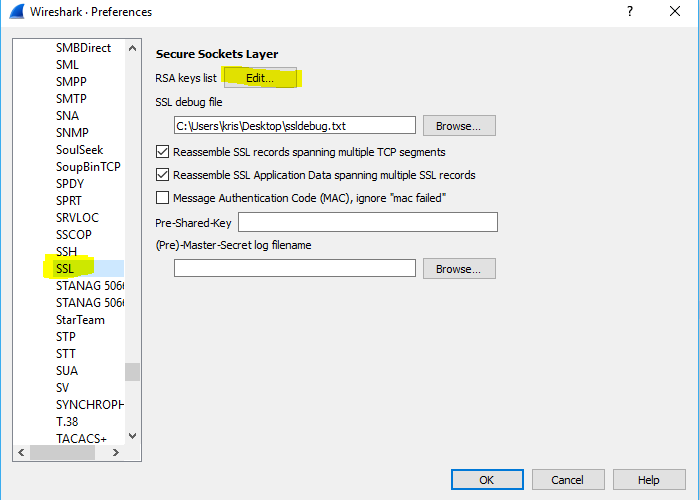 Wireshark · Preferences
?
SMBDirect
SML
SMPP
SMTP
SNA
SNMP
SoulSeek
SoupBinTCP
SPDY
SPRT
SRVLOC
SSCOP
SSH
SSL
STANAG 506
STANAG 506
StarTeam
STP
STT
SUA
SV
SYNCHROPH
T.38
TACACS+
Secure Sockets Layer
RSA keys list Edit...
SSL debug file
C:\Users\kris\Desktop\ssldebug.txt Browse...
Reassemble SSL records spanning multiple TCP segments
Reassemble SSL Application Data spanning multiple SSL records
Message Authentication Code (MAC), ignore "mac failed"
Pre-Shared-Key
(Pre)-Master-Secret log filename
Browse...
OK Cancel Help